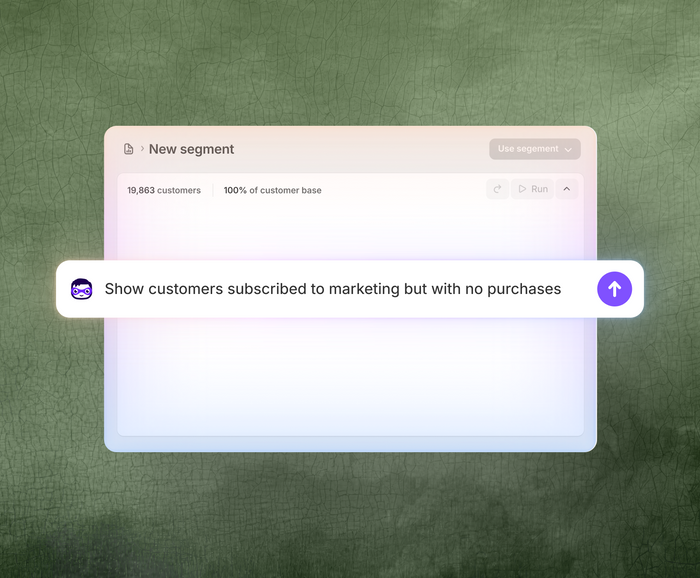 New segment
Use segement
19,863 customers
100% of customer base
Run
Show customers subscribed to marketing but with no purchases